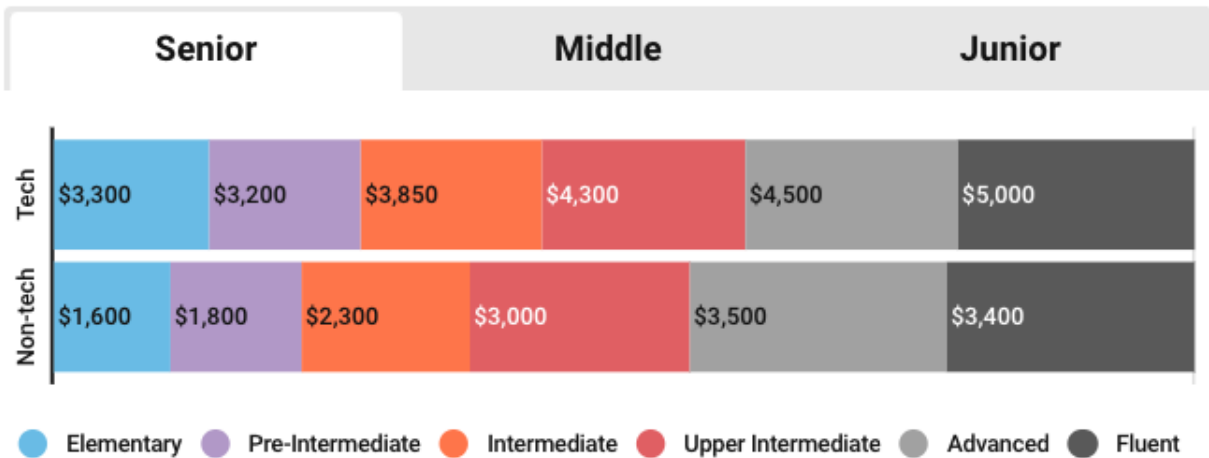 Senior Middle Junior
Tech
$3,300 $3,200 $3,850 $4,300 $4,500 $5,000
Non-tech
$1,600 $1,800 $2,300 $3,000 $3,500 $3,400
Elementary Pre-Intermediate Intermediate Upper Intermediate Advanced Fluent